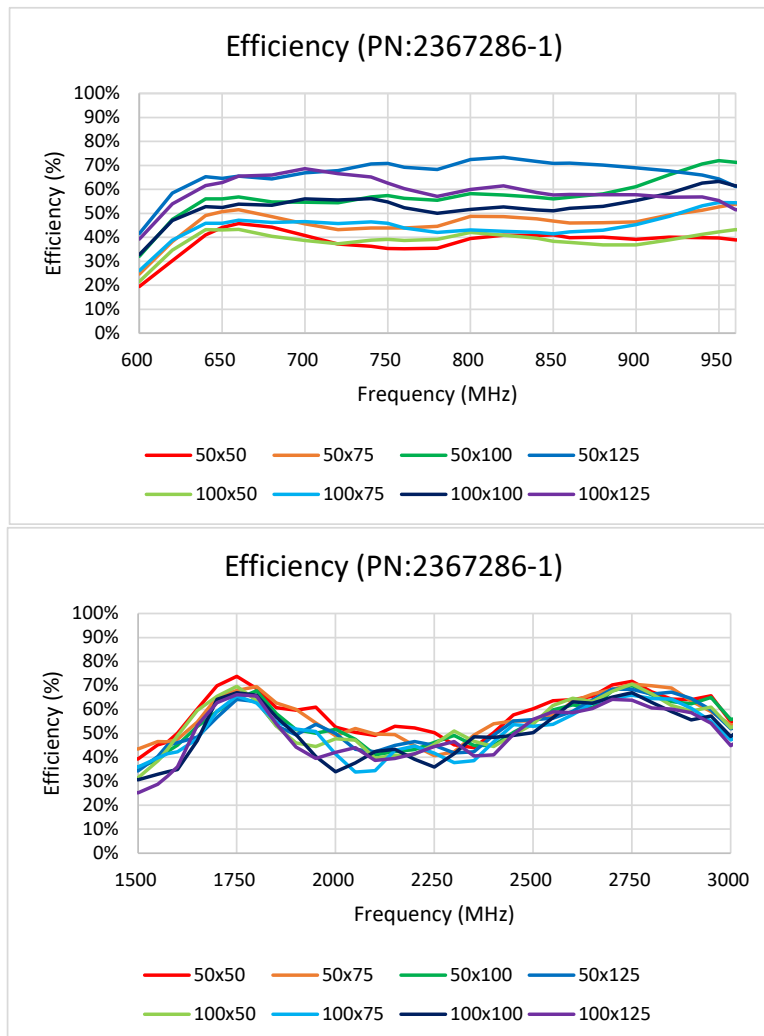 Efficiency (PN:2367286-1)
100%
90%
80%
70%
60%
50%
40%
30%
20%
10%
0%
Efficiency (%)
600 650 700 750 800 850 900 950
Frequency (MHz)
50x50 50x75 50x100 50x125
100x50 100x75 100x100 100x125
Efficiency (PN:2367286-1)
100%
90%
80%
70%
60%
50%
40%
30%
20%
10%
0%
Efficiency (%)
1500 1750 2000 2250 2500 2750 3000
Frequency (MHz)
50x50 50x75 50x100 50x125
100x50 100x75 100x100 100x125